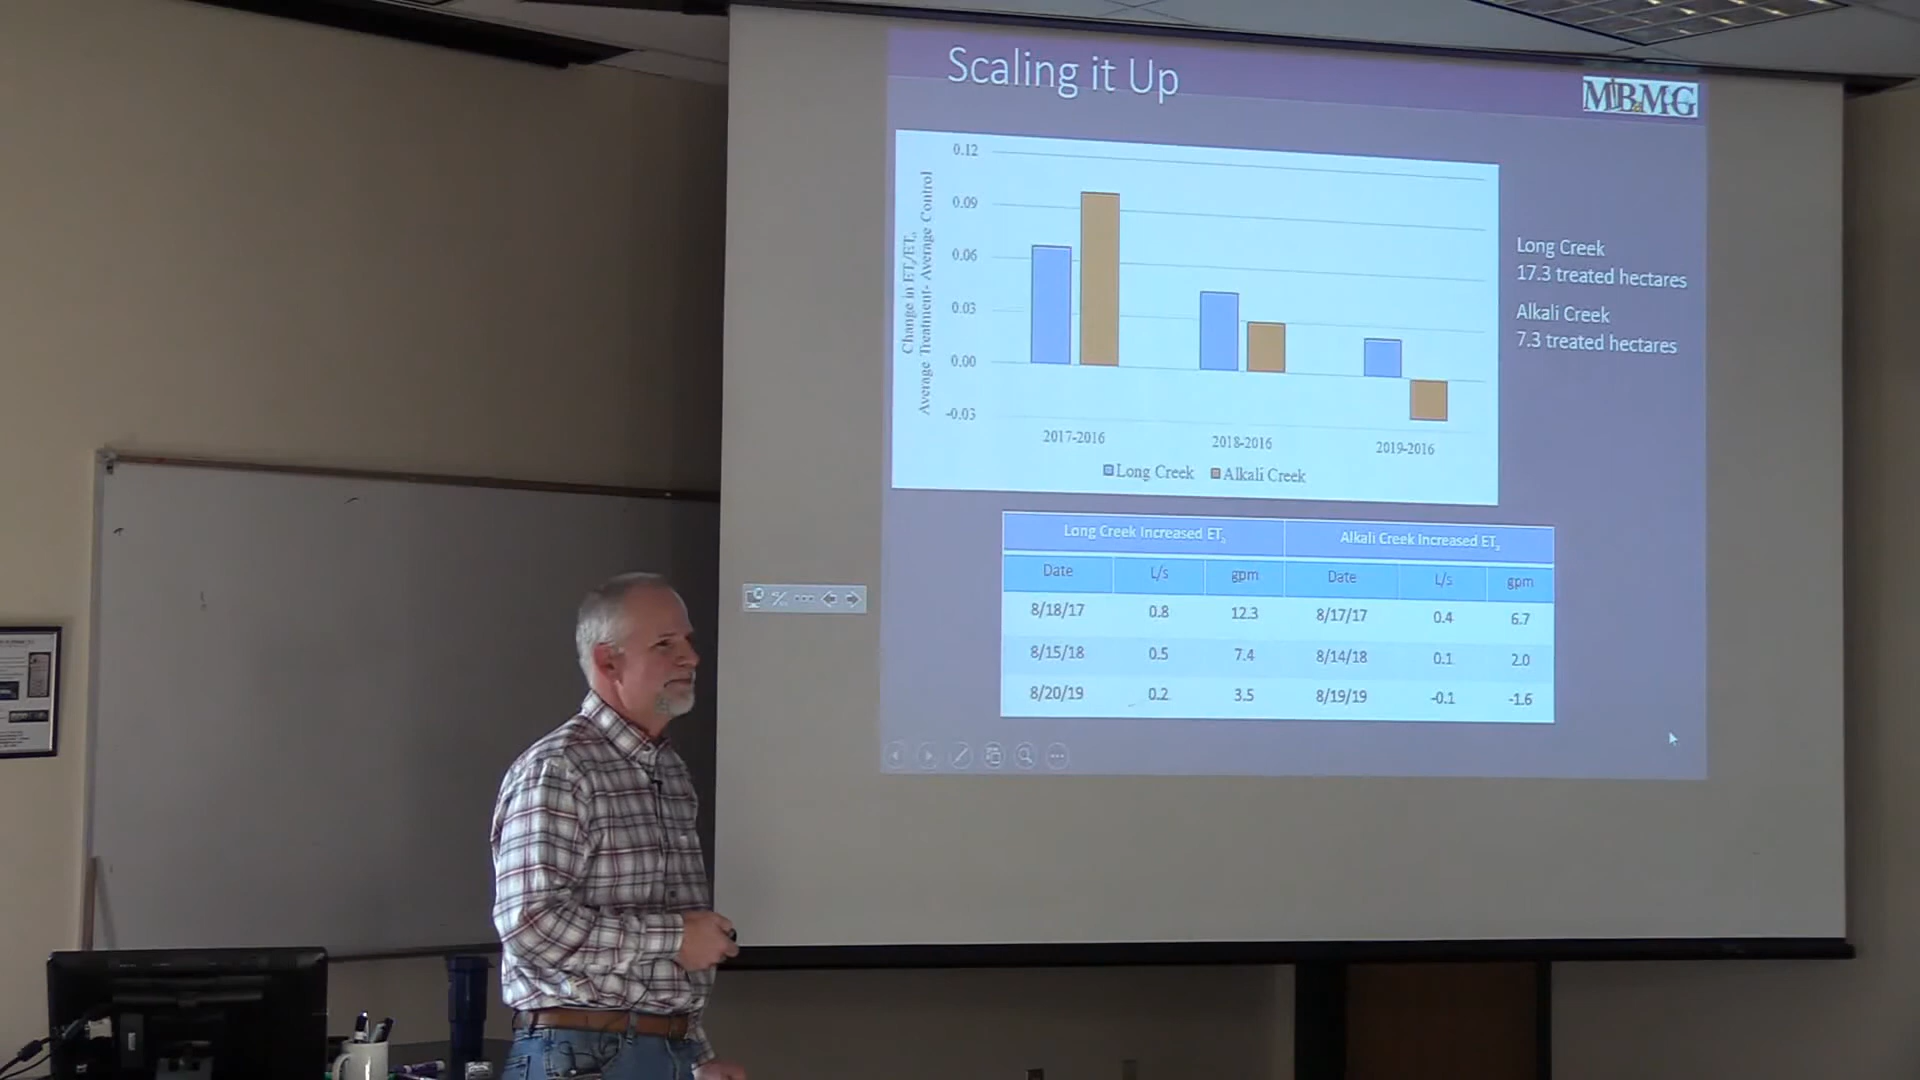 Scaling it Up
MBMG
0.12
0.09
0.06
0.03
0.00
-0.03
Change in ET/ETo
Average Treatment- Average Control
2017-2016
2018-2016
2019-2016
Long Creek
Alkali Creek
Long Creek
17.3 treated hectares
Alkali Creek
7.3 treated hectares
Long Creek Increased ETa Alkali Creek Increased ETa
Date L/s gpm Date L/s gpm
8/18/17 0.8 12.3 8/17/17 0.4 6.7
8/15/18 0.5 7.4 8/14/18 0.1 2.0
8/20/19 0.2 3.5 8/19/19 -0.1 -1.6